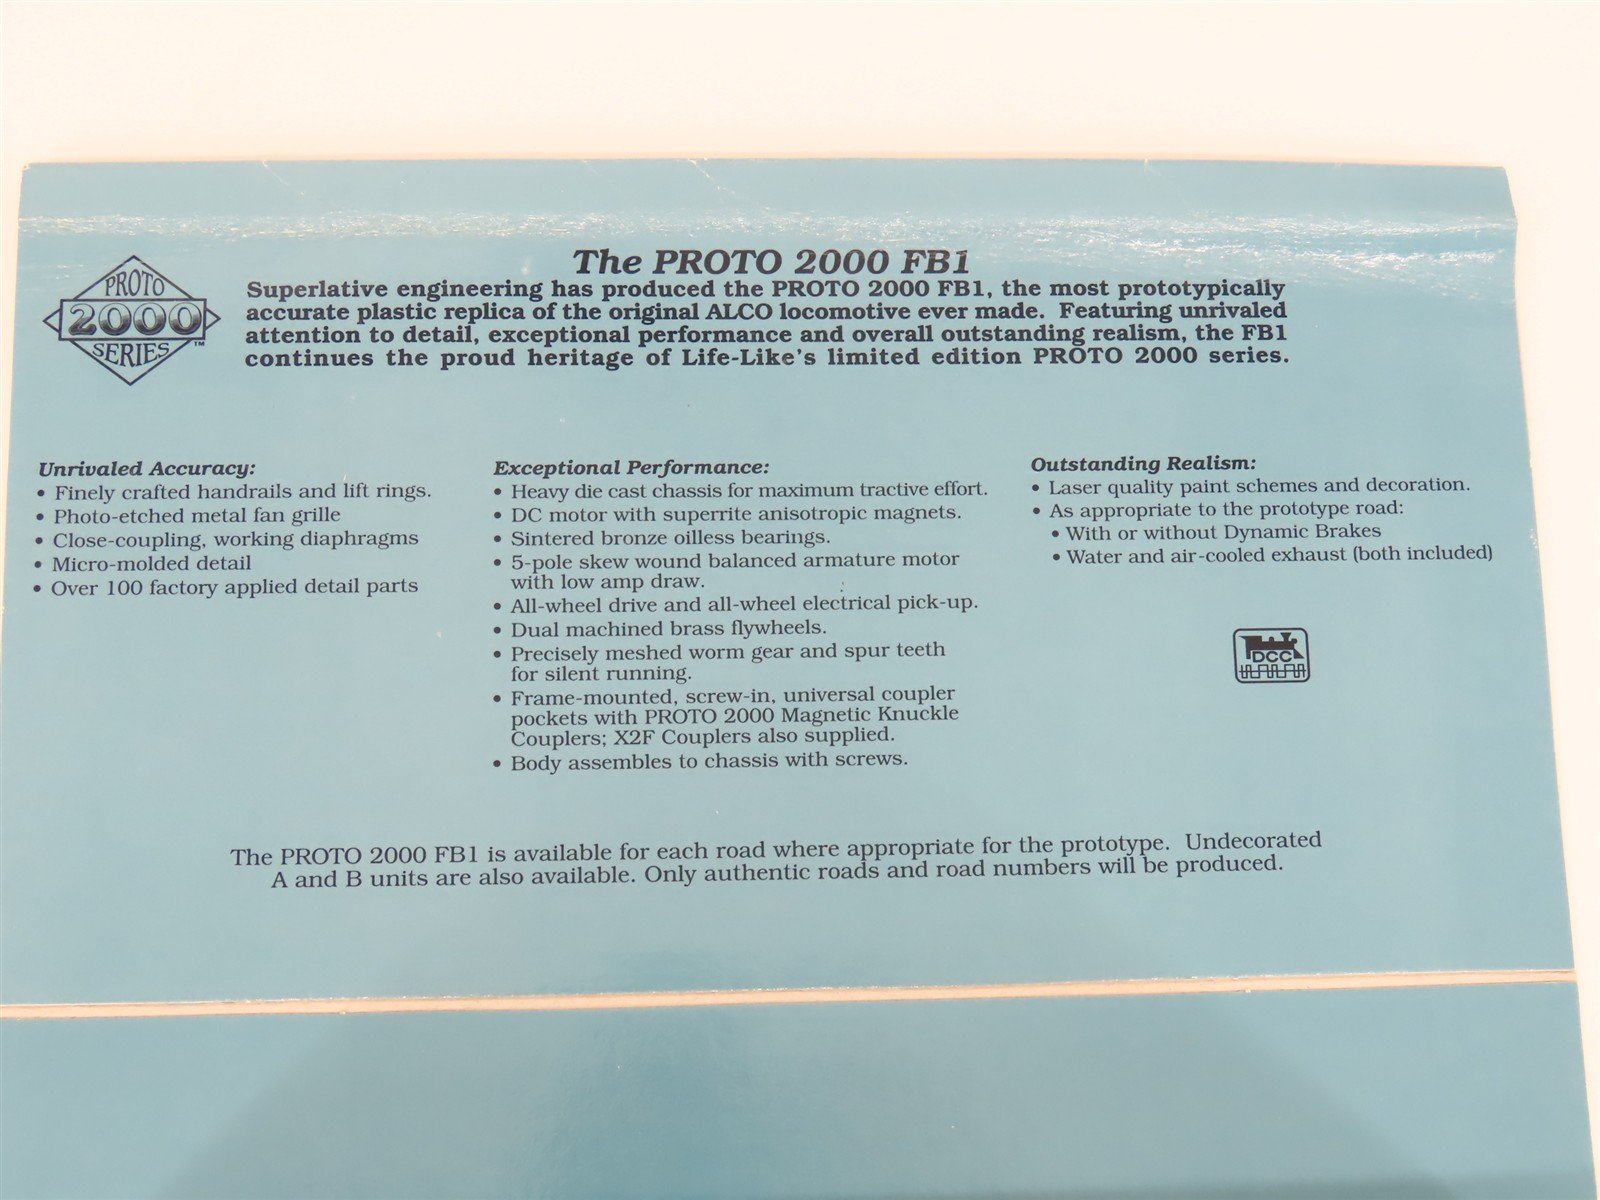 PROTO
2000
SERIES™
The PROTO 2000 FB1
Superlative engineering has produced the PROTO 2000 FB1, the most prototypically
accurate plastic replica of the original ALCO locomotive ever made. Featuring unrivaled
attention to detail, exceptional performance and overall outstanding realism, the FB1
continues the proud heritage of Life-Like's limited edition PROTO 2000 series.
Unrivaled Accuracy:
• Finely crafted handrails and lift rings.
• Photo-etched metal fan grille
• Close-coupling, working diaphragms
• Micro-molded detail
• Over 100 factory applied detail parts
Exceptional Performance:
• Heavy die cast chassis for maximum tractive effort.
• DC motor with superrite anisotropic magnets.
• Sintered bronze oilless bearings.
• 5-pole skew wound balanced armature motor
with low amp draw.
• All-wheel drive and all-wheel electrical pick-up.
• Dual machined brass flywheels.
• Precisely meshed worm gear and spur teeth
for silent running.
• Frame-mounted, screw-in, universal coupler
pockets with PROTO 2000 Magnetic Knuckle
Couplers; X2F Couplers also supplied.
• Body assembles to chassis with screws.
Outstanding Realism:
• Laser quality paint schemes and decoration.
• As appropriate to the prototype road:
• With or without Dynamic Brakes
• Water and air-cooled exhaust (both included)
DCC
The PROTO 2000 FB1 is available for each road where appropriate for the prototype. Undecorated
A and B units are also available. Only authentic roads and road numbers will be produced.